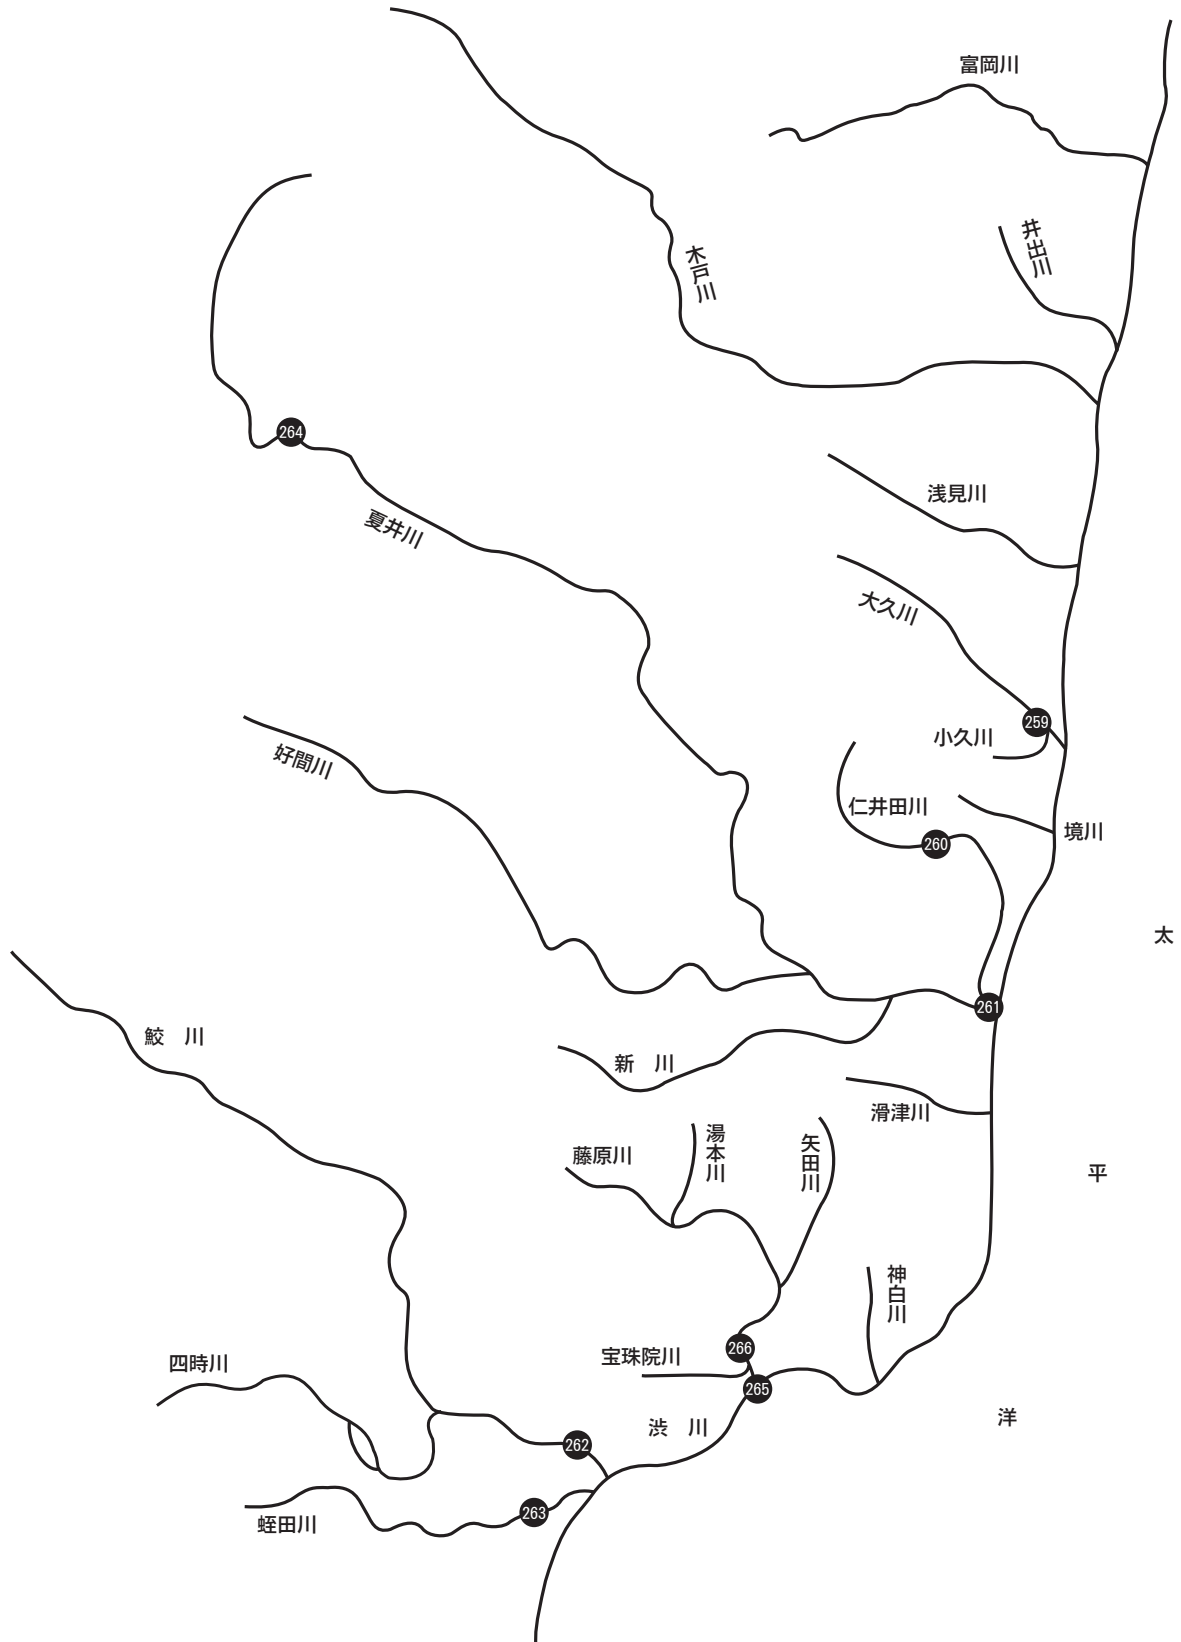 富岡川
井出川
木戸川
264
浅見川
夏井川
大久川
259
小久川
好間川
仁井田川
境川
260
太
261
鮫　川
新　川
滑津川
湯本川
矢田川
藤原川
平
神白川
266
宝珠院川
四時川
265
洋
渋　川
262
263
蛭田川